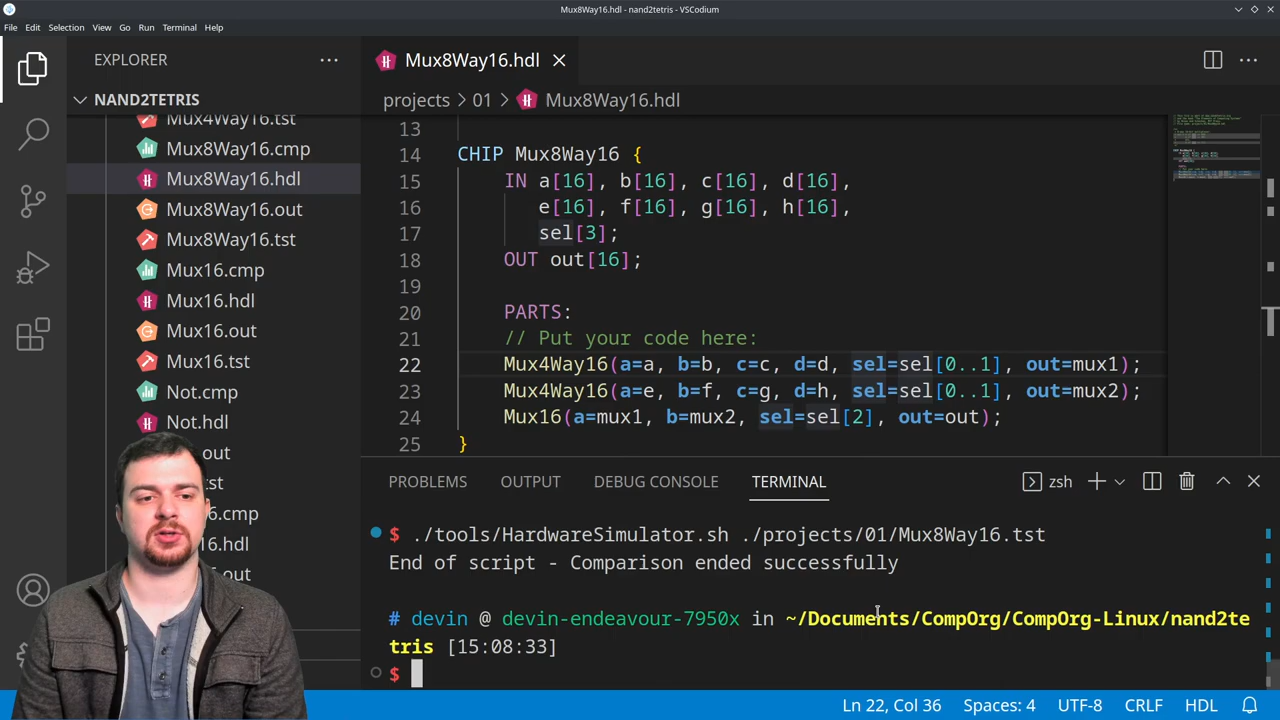 Mux8Way16.hdl - nand2tetris - VSCodium
File Edit Selection View Go Run Terminal Help
EXPLORER
NAND2TETRIS
Mux4Way16.tst
Mux8Way16.cmp
Mux8Way16.hdl
Mux8Way16.out
Mux8Way16.tst
Mux16.cmp
Mux16.hdl
Mux16.out
Mux16.tst
Not.cmp
Not.hdl
out
st
.cmp
.hdl
out
Mux8Way16.hdl
projects > 01 > Mux8Way16.hdl
13
14 CHIP Mux8Way16 {
15 IN a[16], b[16], c[16], d[16],
16 e[16], f[16], g[16], h[16],
17 sel[3];
18 OUT out[16];
19
20 PARTS:
21 // Put your code here:
22 Mux4Way16(a=a, b=b, c=c, d=d, sel=sel[0..1], out=mux1);
23 Mux4Way16(a=e, b=f, c=g, d=h, sel=sel[0..1], out=mux2);
24 Mux16(a=mux1, b=mux2, sel=sel[2], out=out);
25 }
PROBLEMS OUTPUT DEBUG CONSOLE TERMINAL zsh
$ ./tools/HardwareSimulator.sh ./projects/01/Mux8Way16.tst
End of script - Comparison ended successfully
# devin @ devin-endeavour-7950x in ~/Documents/CompOrg/CompOrg-Linux/nand2te
tris [15:08:33]
$
Ln 22, Col 36 Spaces: 4 UTF-8 CRLF HDL